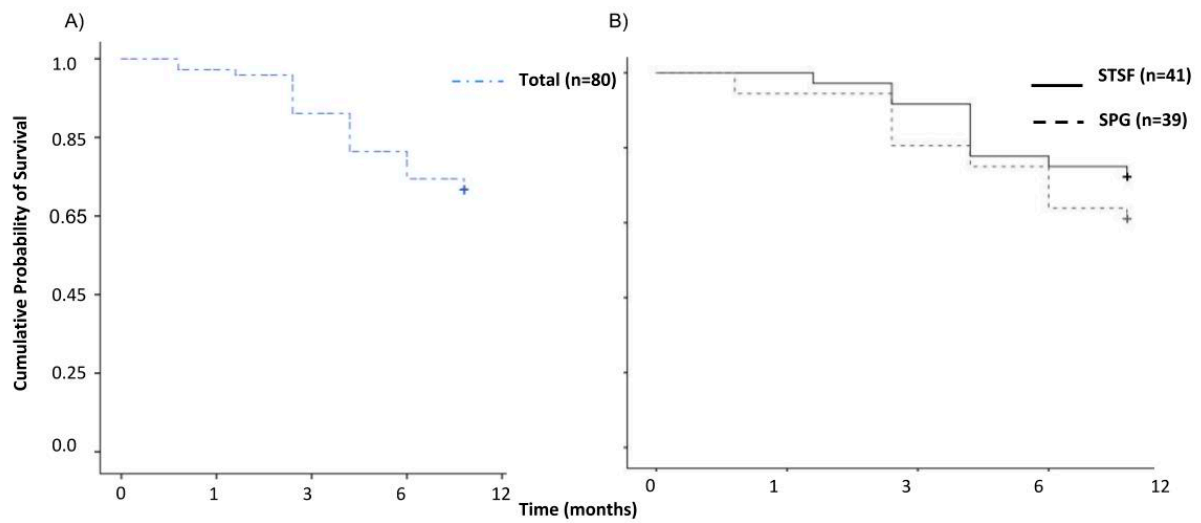 A)
B)
Cumulative Probability of Survival
1.0
0.85
0.65
0.45
0.25
0.0
Total (n=80)
STSF (n=41)
SPG (n=39)
0 1 3 6 12
0 1 3 6 12
Time (months)